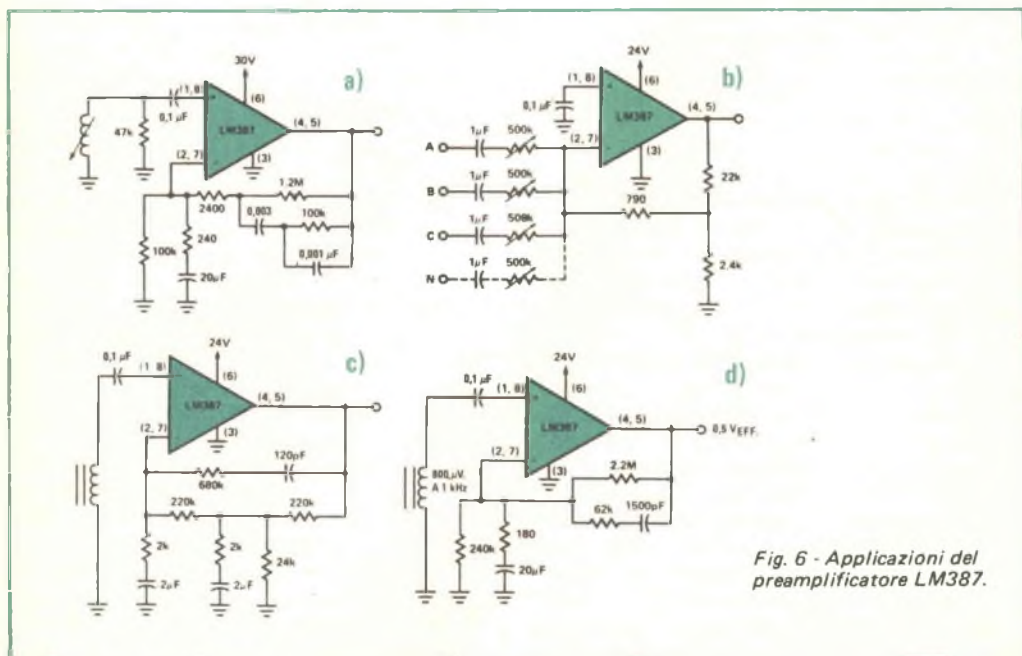 a)
30V
(6)
(1, 8)
0,1 µF
LM387
(4, 5)
47k
(2, 7)
(3)
1.2M
2400
0,003
100k
0,001 µF
100k
240
20µF
b)
24V
(6)
(1, 8)
0,1 µF
LM387
(4, 5)
(2, 7)
(3)
A
1µF
500k
B
1µF
500k
C
1µF
508k
N
1µF
500k
22k
790
2.4k
c)
24V
(6)
0,1 µF
(1 8)
LM387
(4, 5)
(2, 7)
(3)
120pF
680k
220k
220k
2k
2k
24k
2µF
2µF
d)
24V
(6)
0,1 µF
(1, 8)
LM387
(4, 5)
0,5 VEFF.
(2, 7)
(3)
800µV.
A 1 kHz
2.2M
62k
1500pF
240k
180
20µF
Fig. 6 - Applicazioni del
preamplificatore LM387.